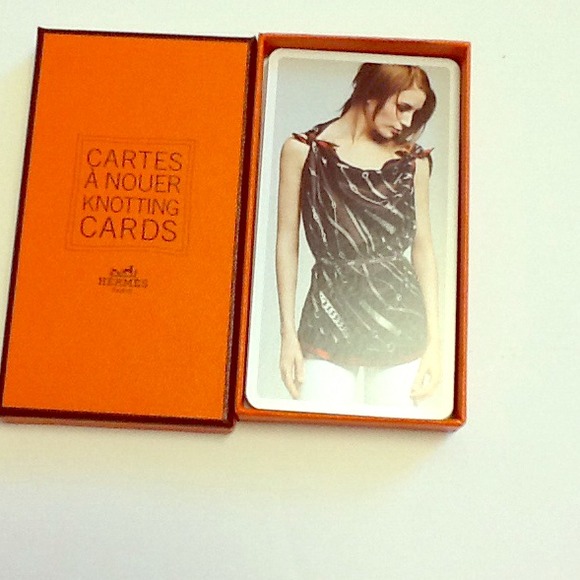 CARTES
À NOUER
KNOTTING
CARDS
HERMÈS
PARIS